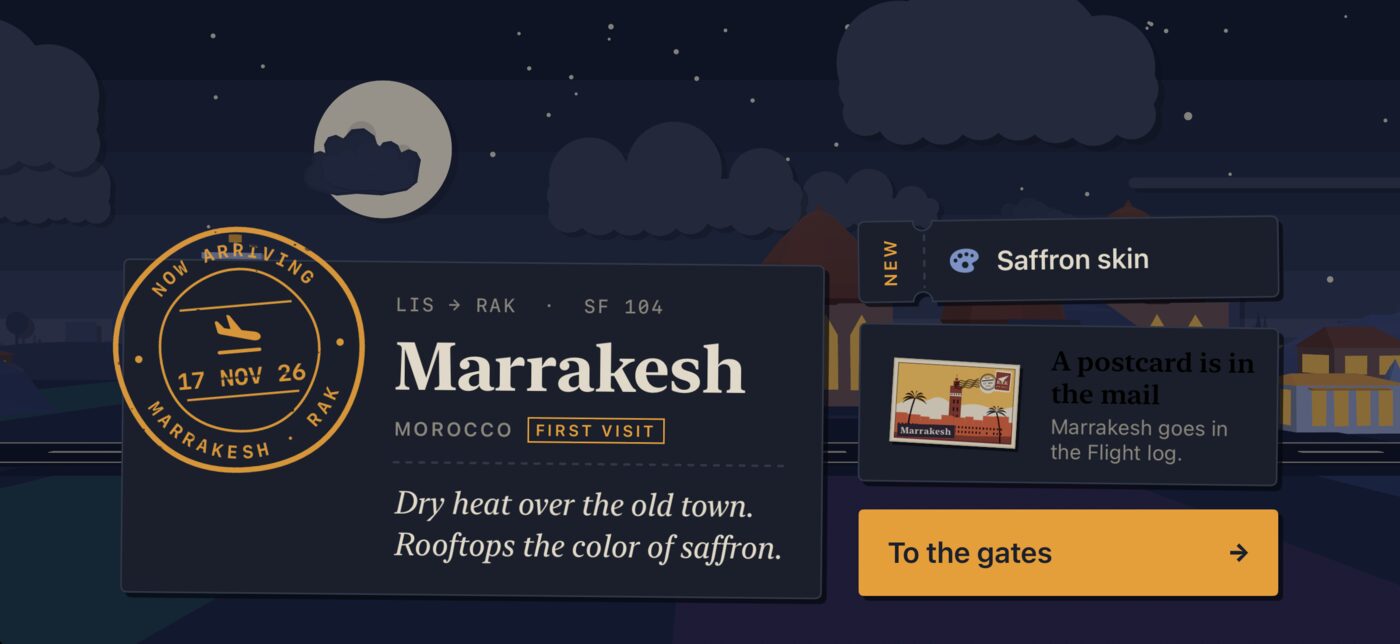 NOW ARRIVING
17 NOV 26
MARRAKESH · RAK
LIS → RAK · SF 104
Marrakesh
MOROCCO FIRST VISIT
Dry heat over the old town.
Rooftops the color of saffron.
NEW
Saffron skin
Marrakesh
A postcard is in
the mail
Marrakesh goes in
the Flight log.
To the gates →